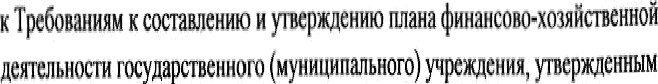 к Требованиям к составлению и утверждению плана финансово-хозяйственной
деятельности государственного (муниципального) учреждения, утвержденным